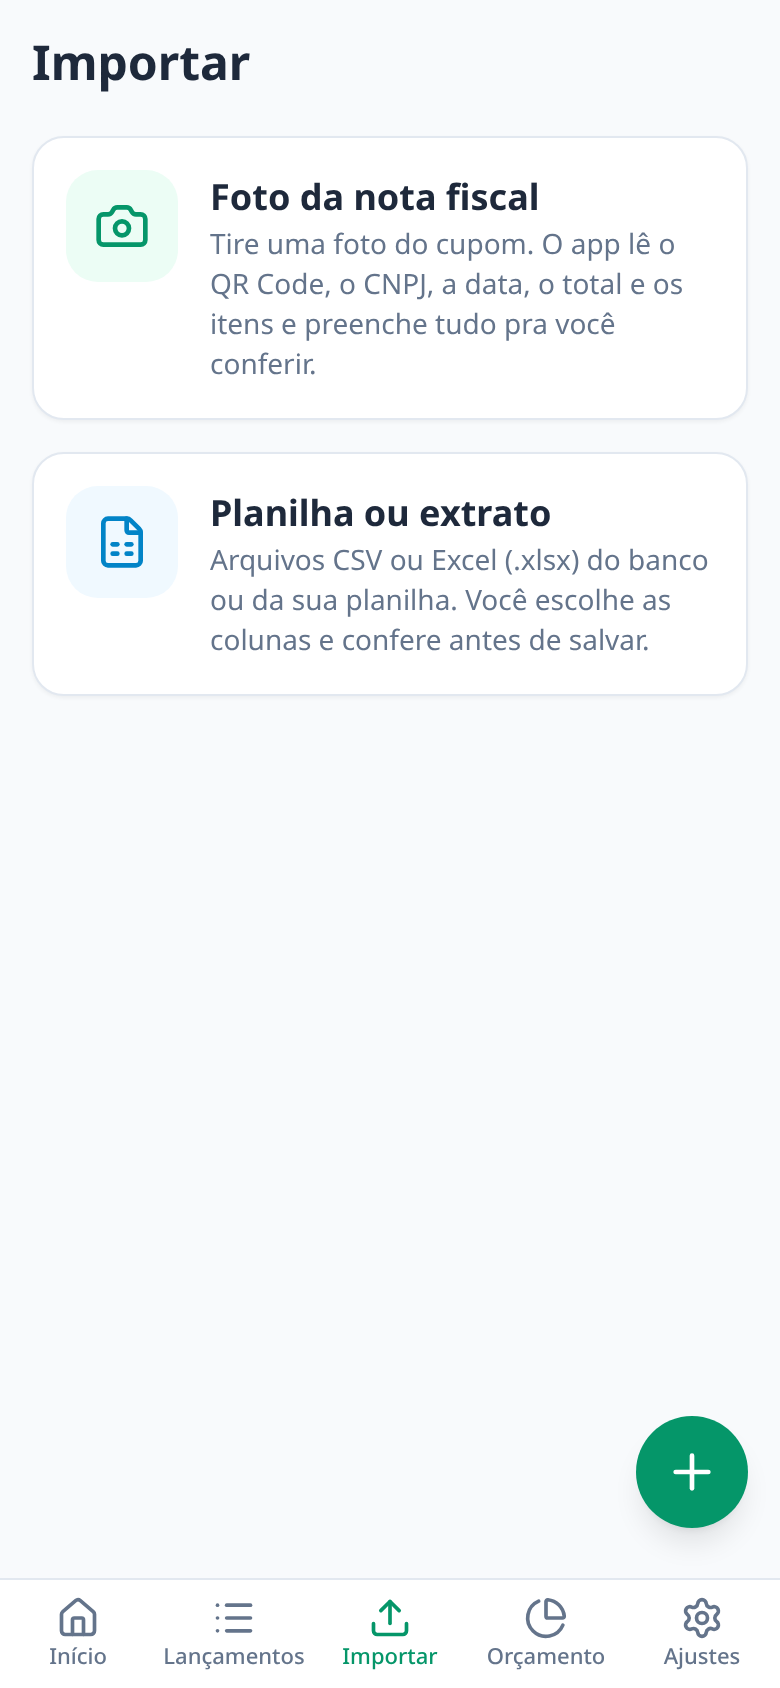 Importar
Foto da nota fiscal
Tire uma foto do cupom. O app lê o
QR Code, o CNPJ, a data, o total e os
itens e preenche tudo pra você
conferir.
Planilha ou extrato
Arquivos CSV ou Excel (.xlsx) do banco
ou da sua planilha. Você escolhe as
colunas e confere antes de salvar.
Início
Lançamentos
Importar
Orçamento
Ajustes